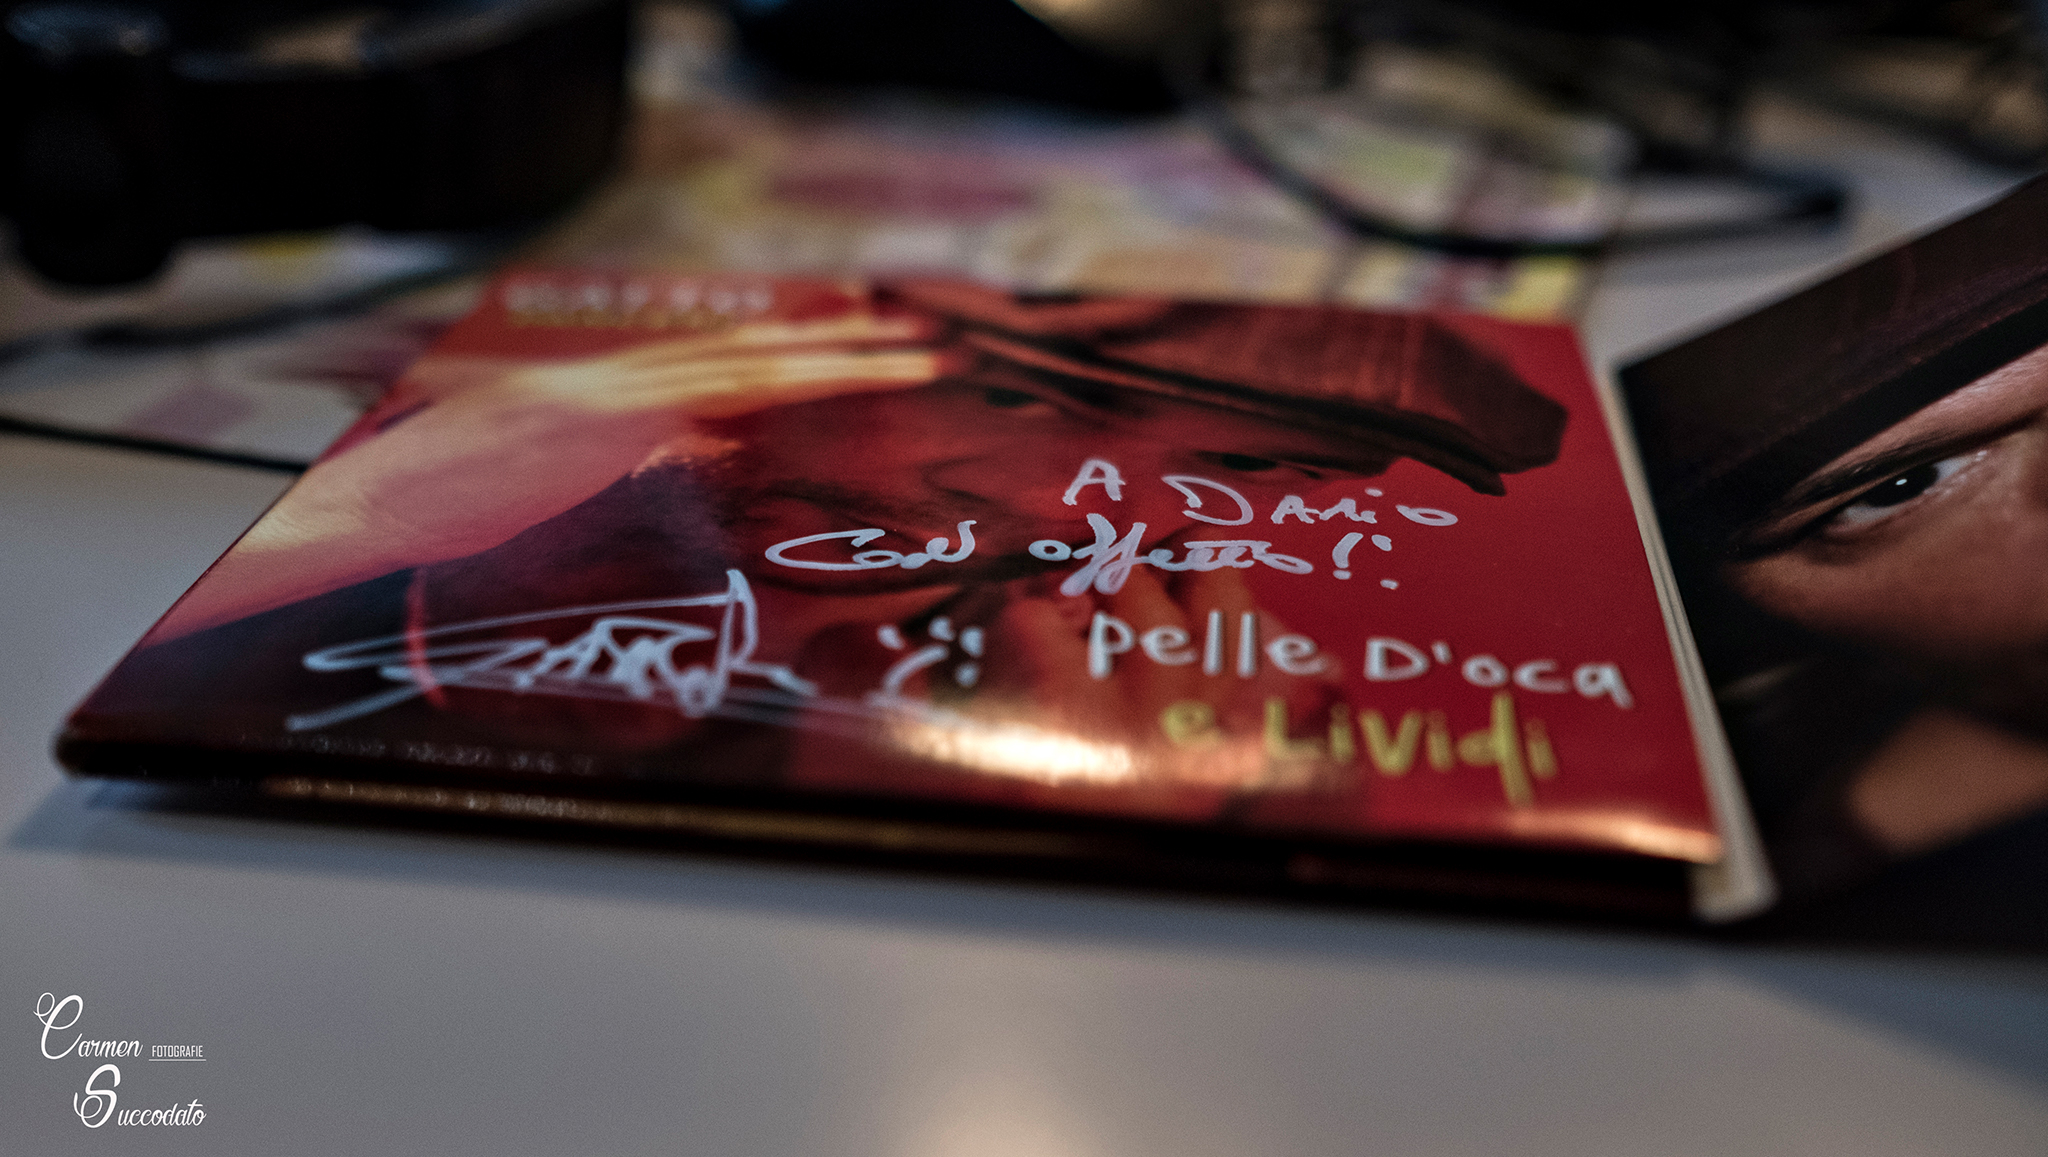 A Dario
Con affetto!
Pelle D'oca
e LiViDi
Carmen FOTOGRAFIE
Succodato